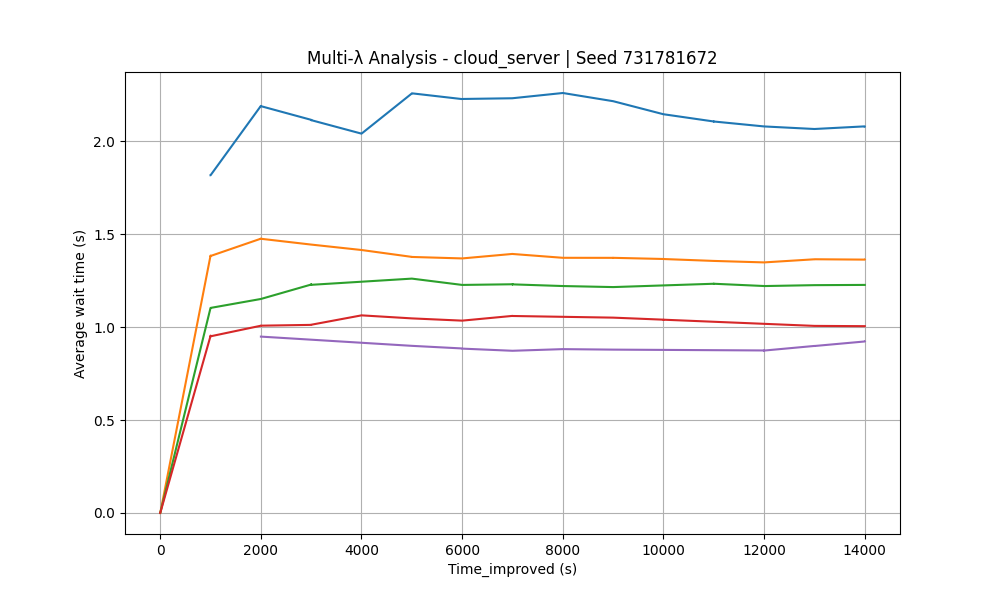 Multi-λ Analysis - cloud_server | Seed 731781672
Average wait time (s)
2.0
1.5
1.0
0.5
0.0
0 2000 4000 6000 8000 10000 12000 14000
Time_improved (s)